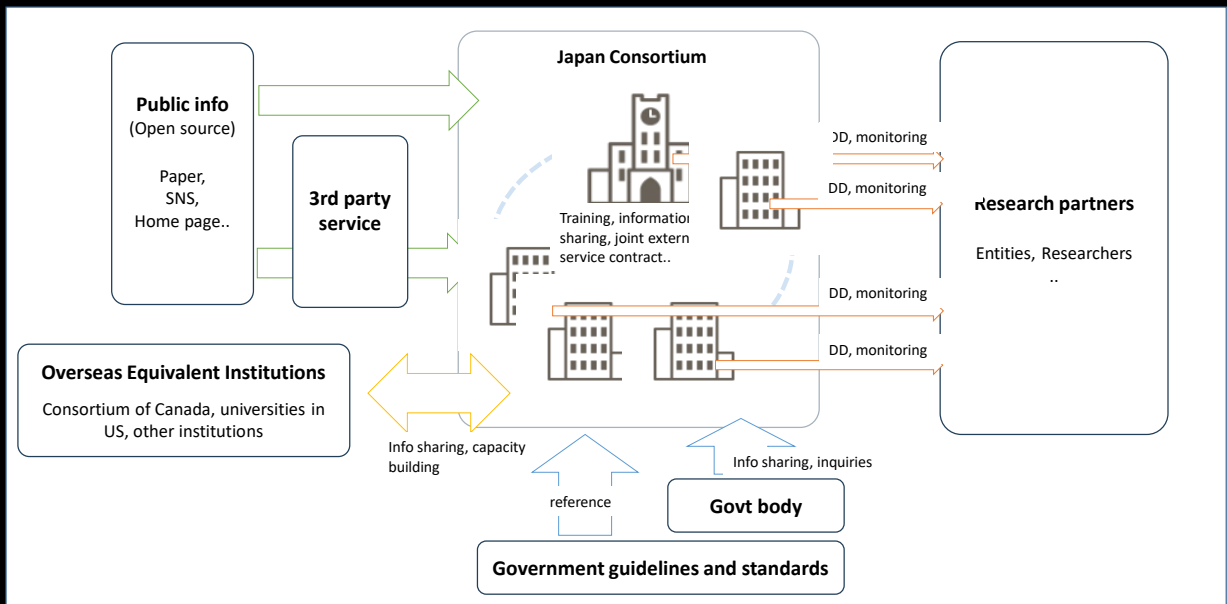 Public info
(Open source)
Paper,
SNS,
Home page..
3rd party
service
Overseas Equivalent Institutions
Consortium of Canada, universities in
US, other institutions
Japan Consortium
Training, information
sharing, joint extern
service contract..
Info sharing, capacity
building
DD, monitoring
DD, monitoring
DD, monitoring
DD, monitoring
Research partners
Entities, Researchers
..
Info sharing, inquiries
reference
Govt body
Government guidelines and standards